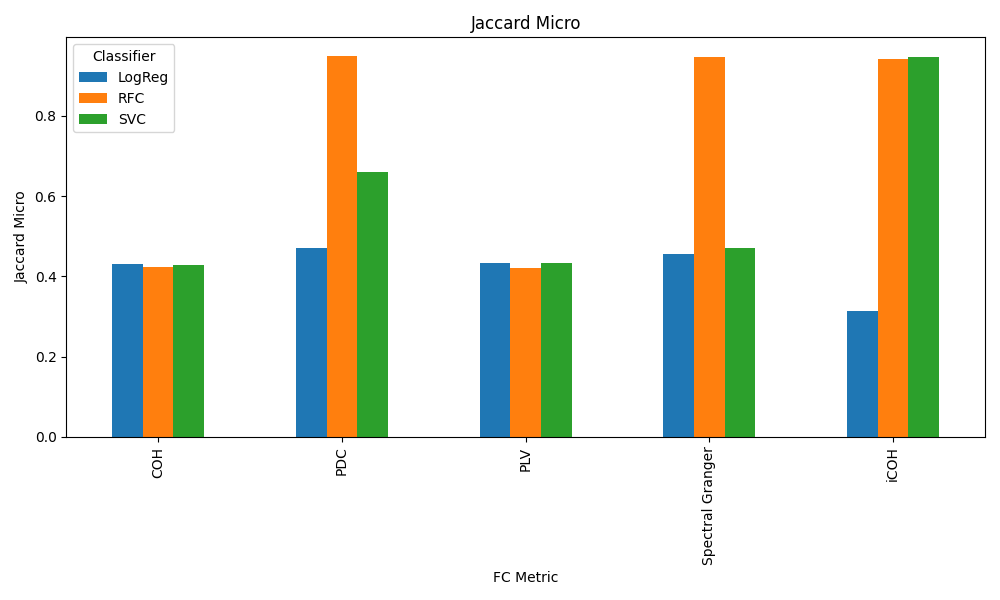 Jaccard Micro
Classifier
LogReg
RFC
SVC
Jaccard Micro
0.8
0.6
0.4
0.2
0.0
COH
PDC
PLV
Spectral Granger
iCOH
FC Metric